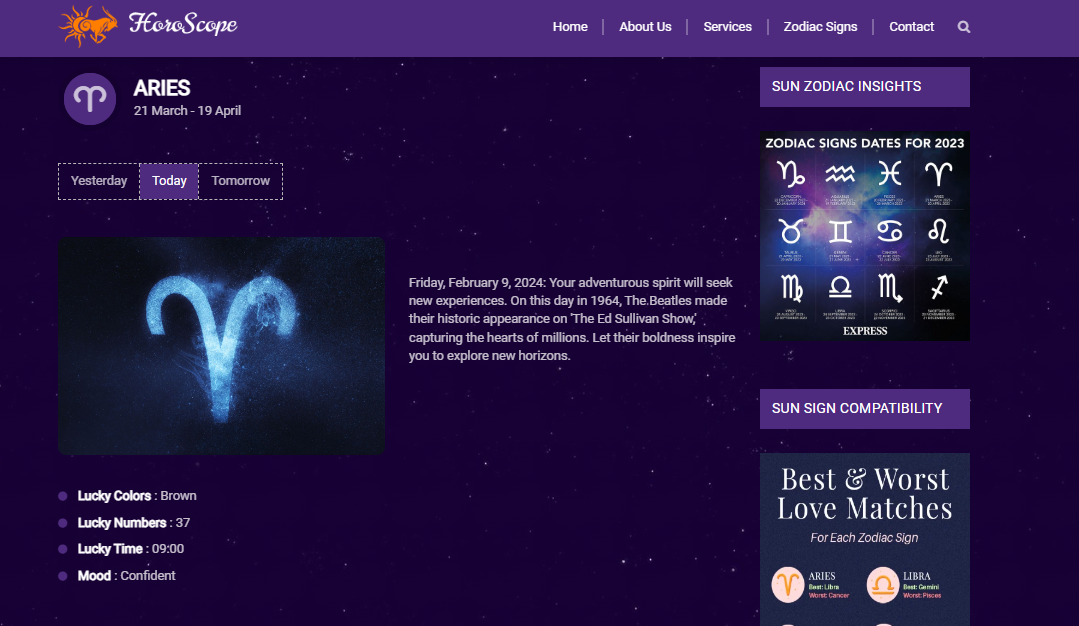 HoroScope
Home
About Us
Services
Zodiac Signs
Contact
ARIES
21 March - 19 April
Yesterday
Today
Tomorrow
Friday, February 9, 2024: Your adventurous spirit will seek
new experiences. On this day in 1964, The Beatles made
their historic appearance on 'The Ed Sullivan Show,'
capturing the hearts of millions. Let their boldness inspire
you to explore new horizons.
Lucky Colors : Brown
Lucky Numbers : 37
Lucky Time : 09:00
Mood : Confident
SUN ZODIAC INSIGHTS
ZODIAC SIGNS DATES FOR 2023
EXPRESS
SUN SIGN COMPATIBILITY
Best & Worst
Love Matches
For Each Zodiac Sign
ARIES
Best: Libra
Worst: Cancer
LIBRA
Best: Gemini
Worst: Pisces